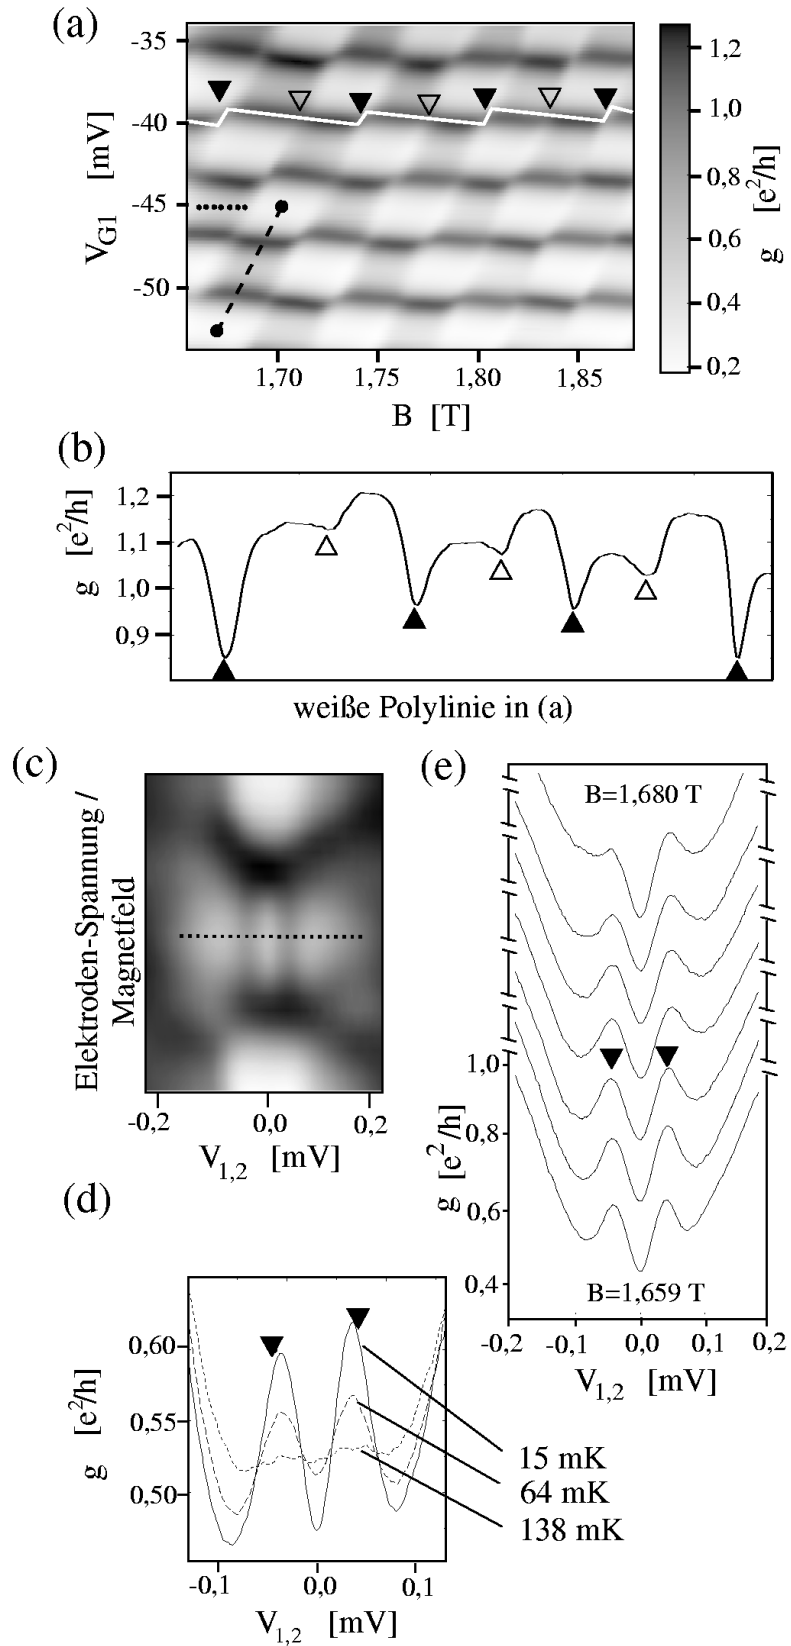 (a)
-35
-40
-45
-50
V_G1 [mV]
1,70 1,75 1,80 1,85
B [T]
1,2
1,0
0,8
0,6
0,4
0,2
g [e²/h]
(b)
g [e²/h]
1,2
1,1
1,0
0,9
weiße Polylinie in (a)
(c)
Elektroden-Spannung /
Magnetfeld
-0,2 0,0 0,2
V_1,2 [mV]
(d)
g [e²/h]
0,60
0,55
0,50
15 mK
64 mK
138 mK
-0,1 0,0 0,1
V_1,2 [mV]
(e)
B=1,680 T
g [e²/h]
1,0
0,8
0,6
0,4
B=1,659 T
-0,2 -0,1 0,0 0,1 0,2
V_1,2 [mV]